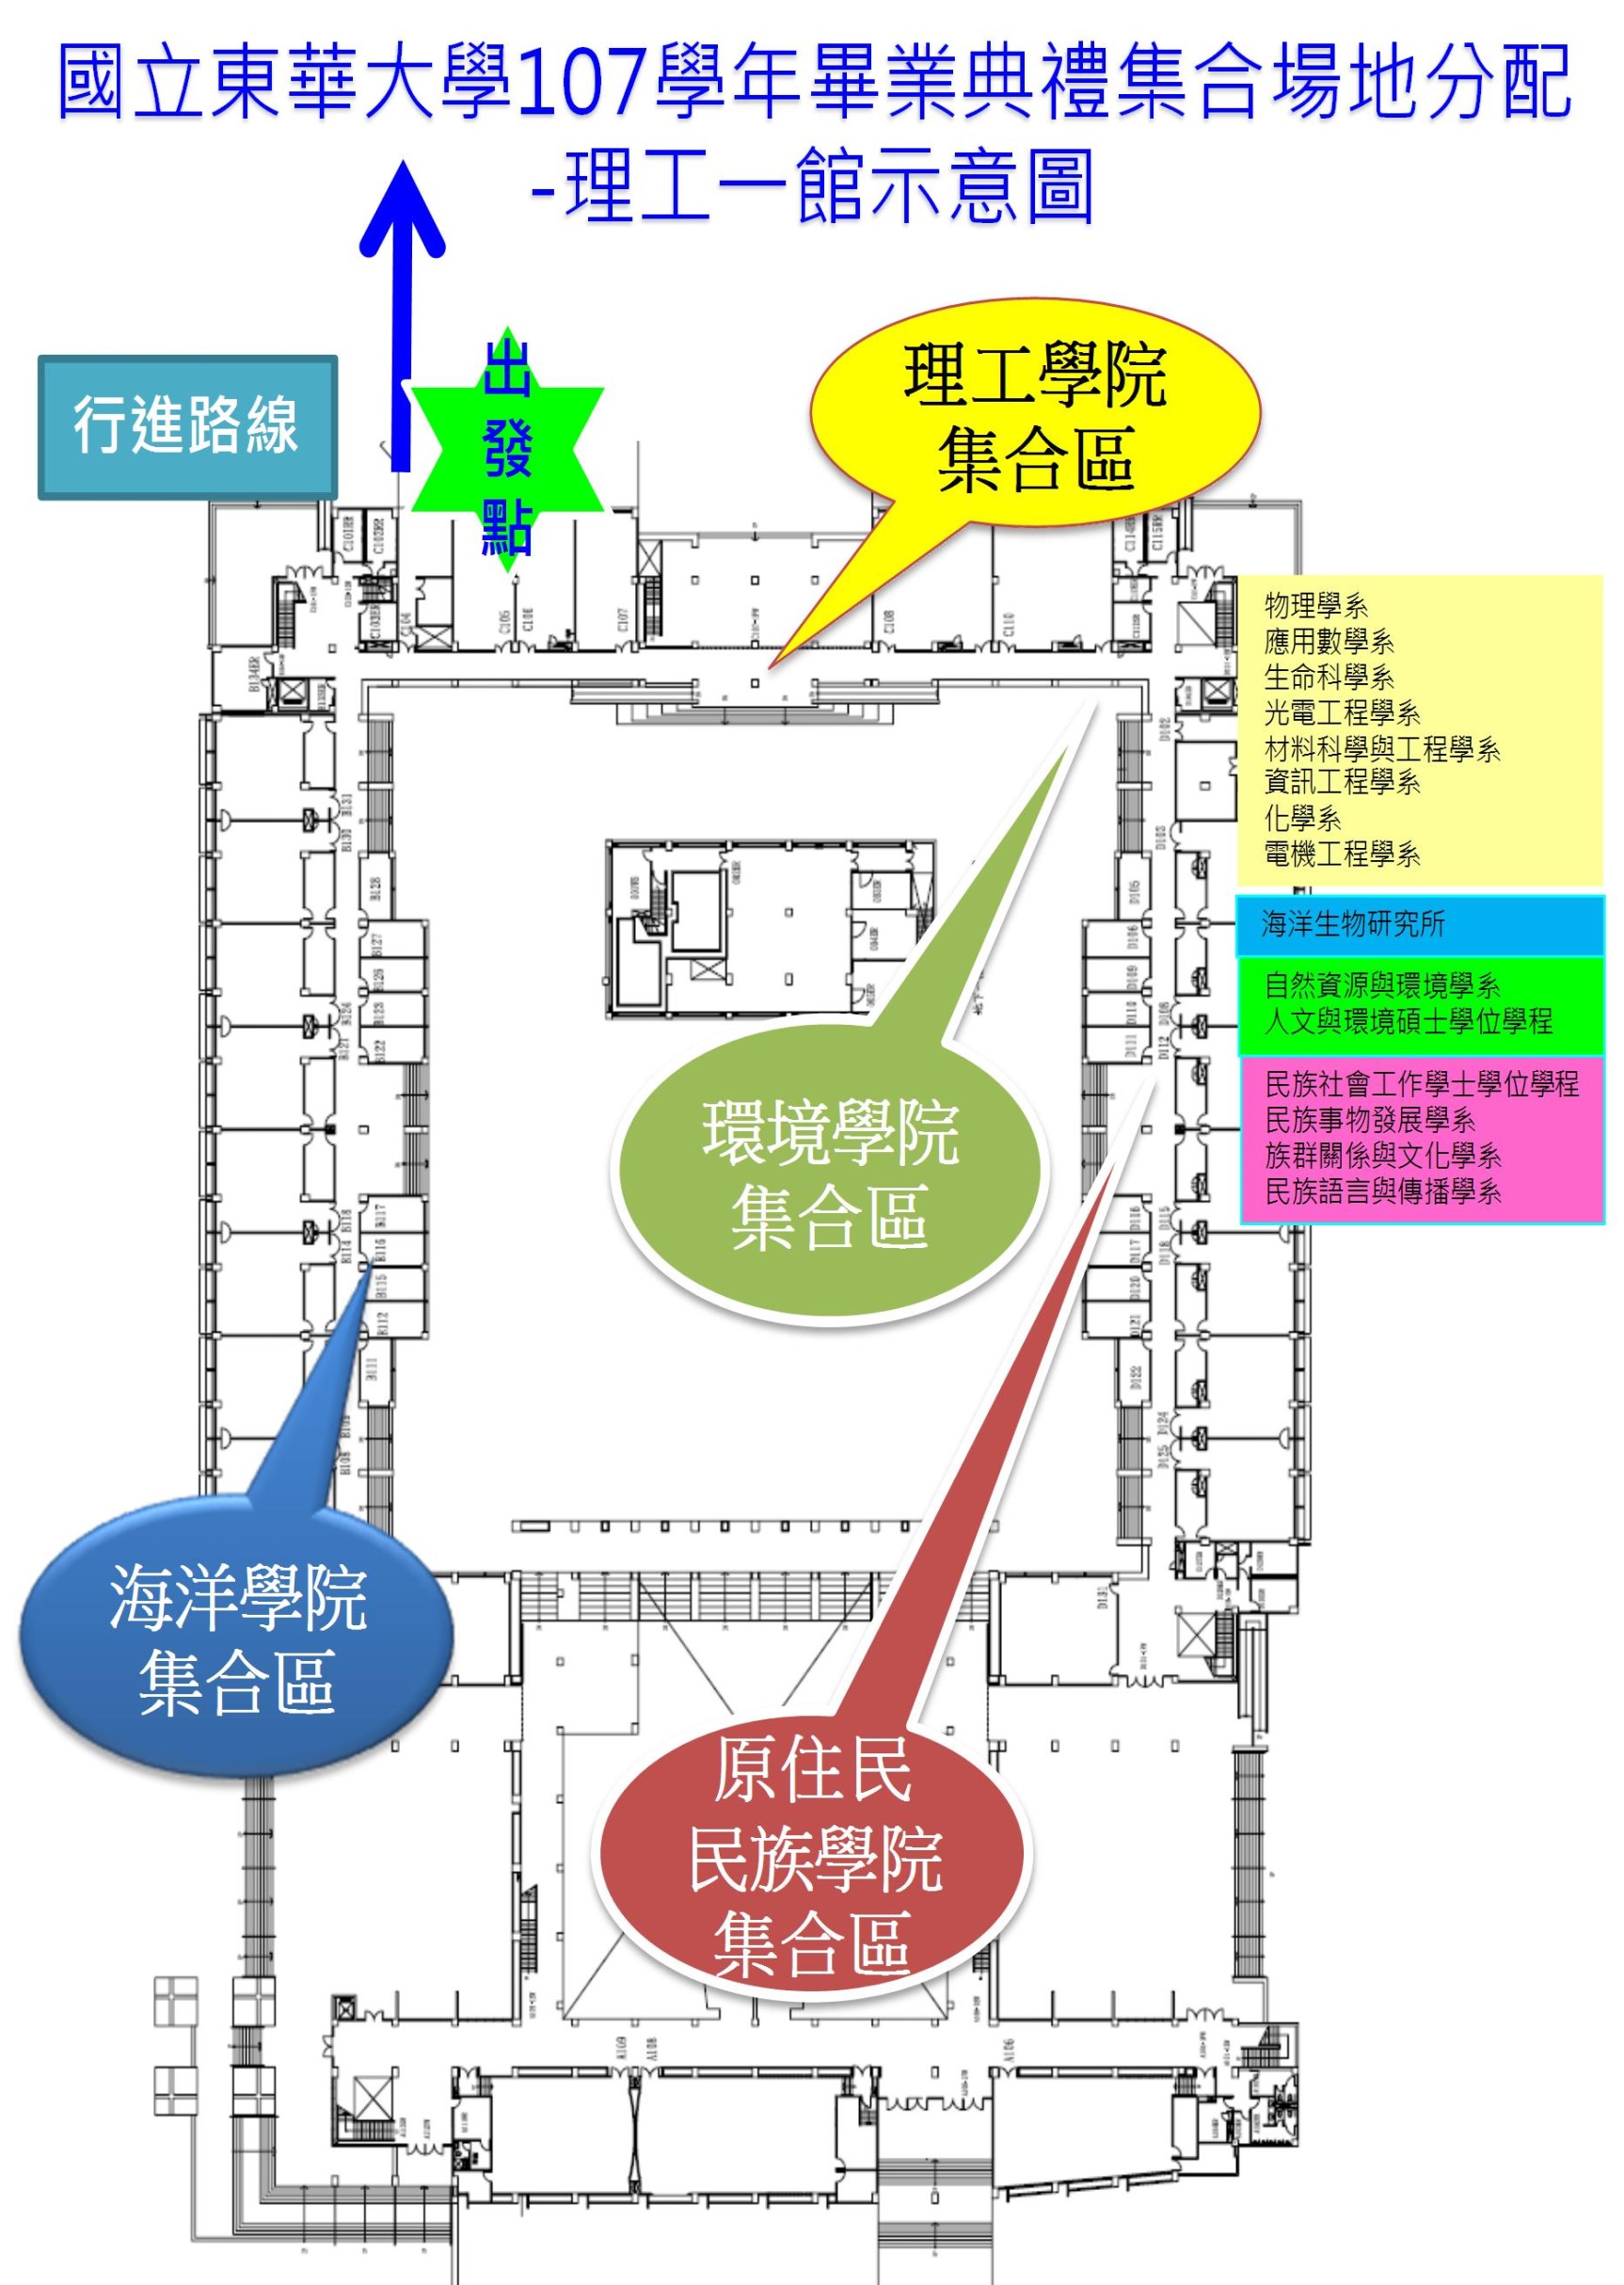 國立東華大學107學年畢業典禮集合場地分配
-理工一館示意圖
行進路線
出
發
點
理工學院
集合區
物理學系
應用數學系
生命科學系
光電工程學系
材料科學與工程學系
資訊工程學系
化學系
電機工程學系
海洋生物研究所
自然資源與環境學系
人文與環境碩士學位學程
民族社會工作學士學位學程
民族事物發展學系
族群關係與文化學系
民族語言與傳播學系
環境學院
集合區
海洋學院
集合區
原住民
民族學院
集合區
C101ER
C102ER
C103ER
C104
C105
C106
C107
C108
C110
C114ER
C115ER
B134ER
B131
B130
B128
B127
B126
B124
B123
B122
B121
B118
B117
B116
B115
B114
B112
B111
B108
D102
D103
D105
D106
D109
D108
D110
D111
D112
D115
D116
D117
D118
D120
D121
D122
D124
D125
D131
A109
A108
A106